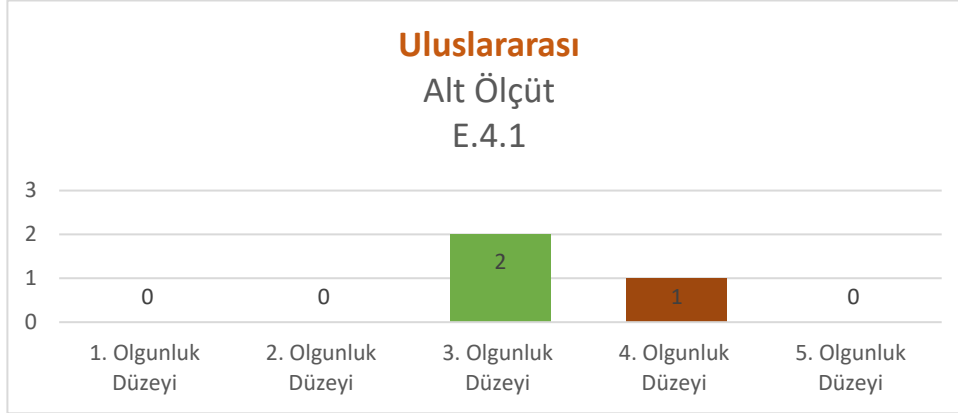 Uluslararası
Alt Ölçüt
E.4.1
3
2
1
0
0
0
2
1
0
1. Olgunluk
Düzeyi
2. Olgunluk
Düzeyi
3. Olgunluk
Düzeyi
4. Olgunluk
Düzeyi
5. Olgunluk
Düzeyi